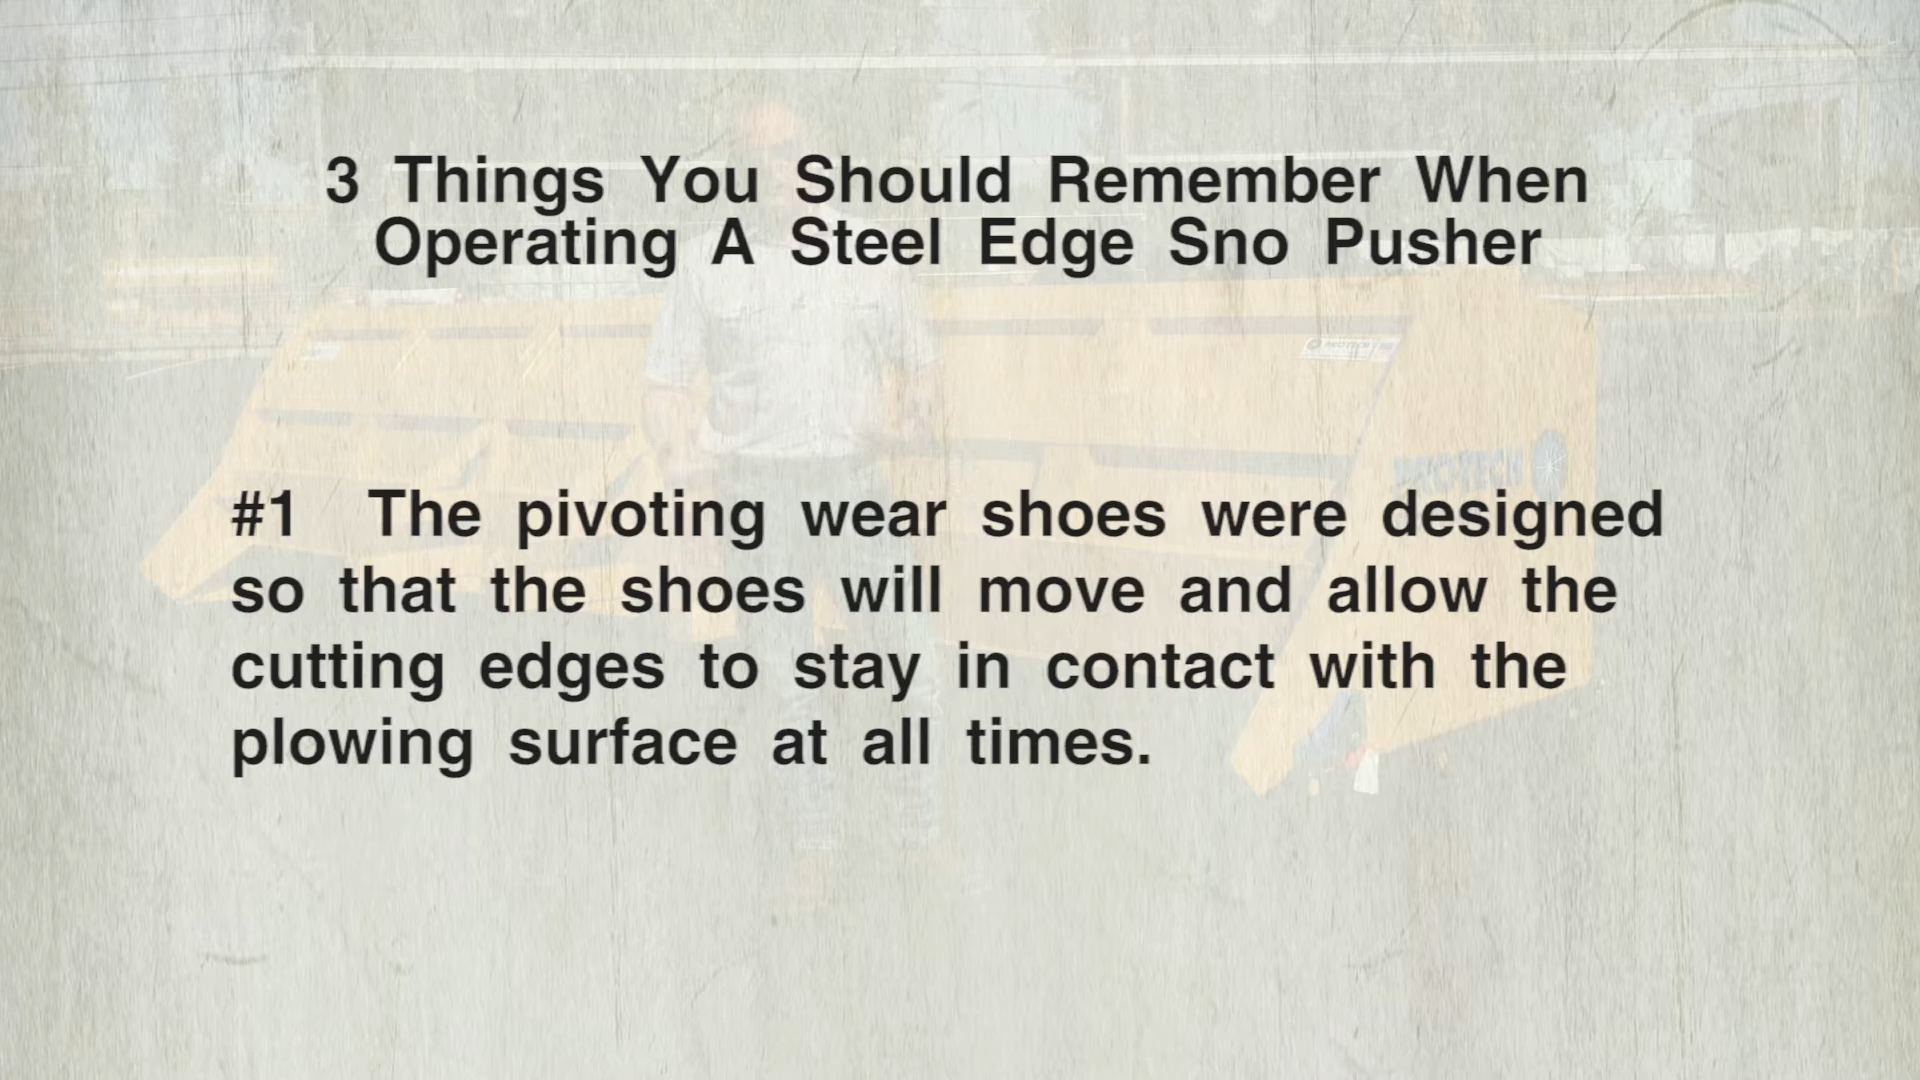 3 Things You Should Remember When
Operating A Steel Edge Sno Pusher
PROTECH
#1 The pivoting wear shoes were designed
so that the shoes will move and allow the
cutting edges to stay in contact with the
plowing surface at all times.